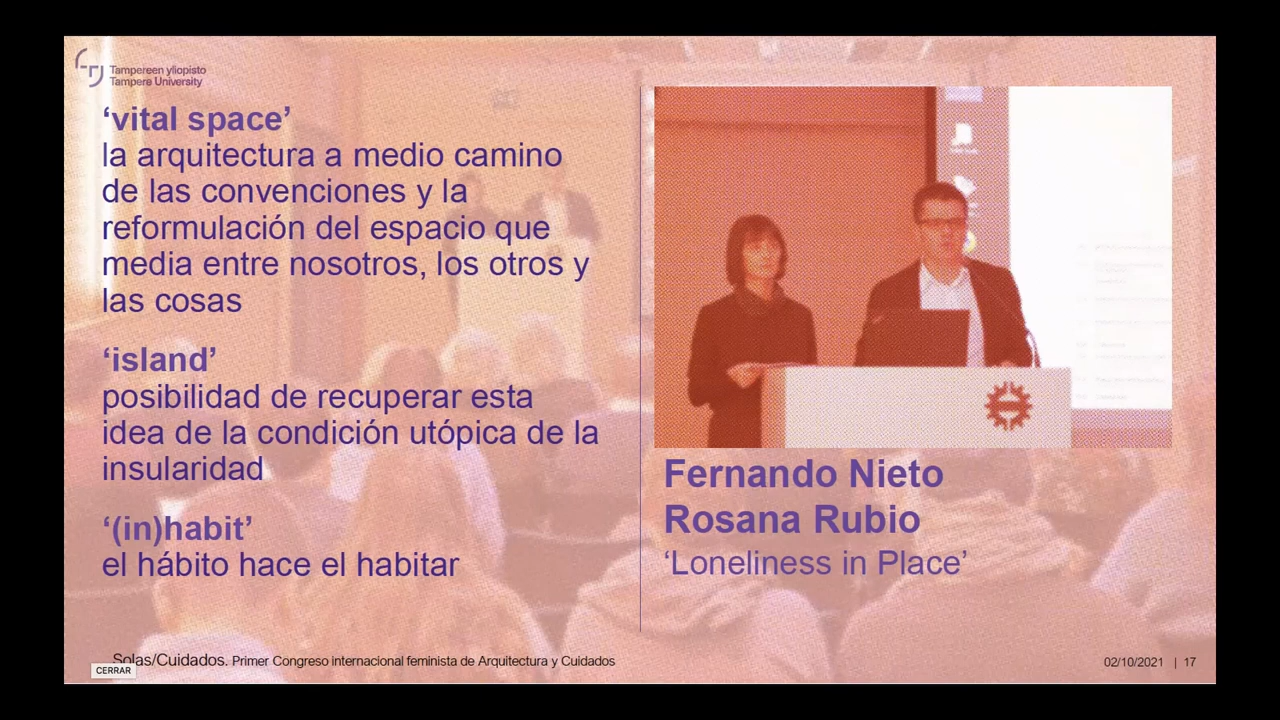 Tampereen yliopisto
Tampere University
‘vital space’
la arquitectura a medio camino
de las convenciones y la
reformulación del espacio que
media entre nosotros, los otros y
las cosas
‘island’
posibilidad de recuperar esta
idea de la condición utópica de la
insularidad
‘(in)habit’
el hábito hace el habitar
Fernando Nieto
Rosana Rubio
‘Loneliness in Place’
Solas/Cuidados. Primer Congreso internacional feminista de Arquitectura y Cuidados
CERRAR
02/10/2021 | 17